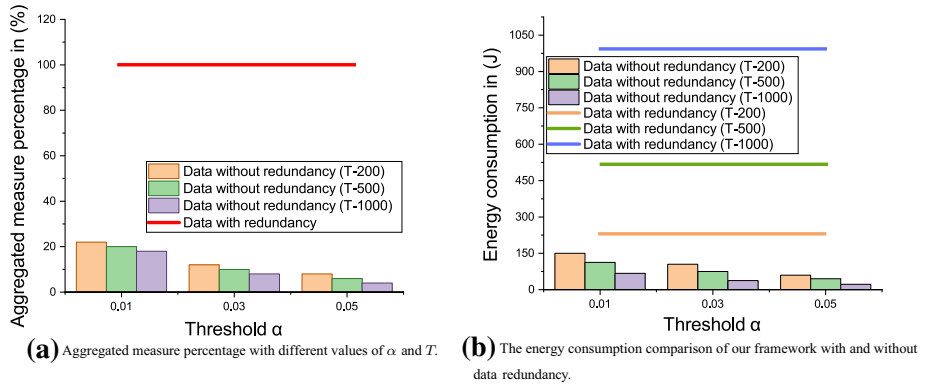 120
100
80
60
40
20
0
Aggregated measure percentage in (%)
Data without redundancy (T-200)
Data without redundancy (T-500)
Data without redundancy (T-1000)
Data with redundancy
0.01 0.03 0.05
Threshold α
(a) Aggregated measure percentage with different values of α and T.
1050
900
750
600
450
300
150
0
Energy consumption in (J)
Data without redundancy (T-200)
Data without redundancy (T-500)
Data without redundancy (T-1000)
Data with redundancy (T-200)
Data with redundancy (T-500)
Data with redundancy (T-1000)
0.01 0.03 0.05
Threshold α
(b) The energy consumption comparison of our framework with and without
data redundancy.